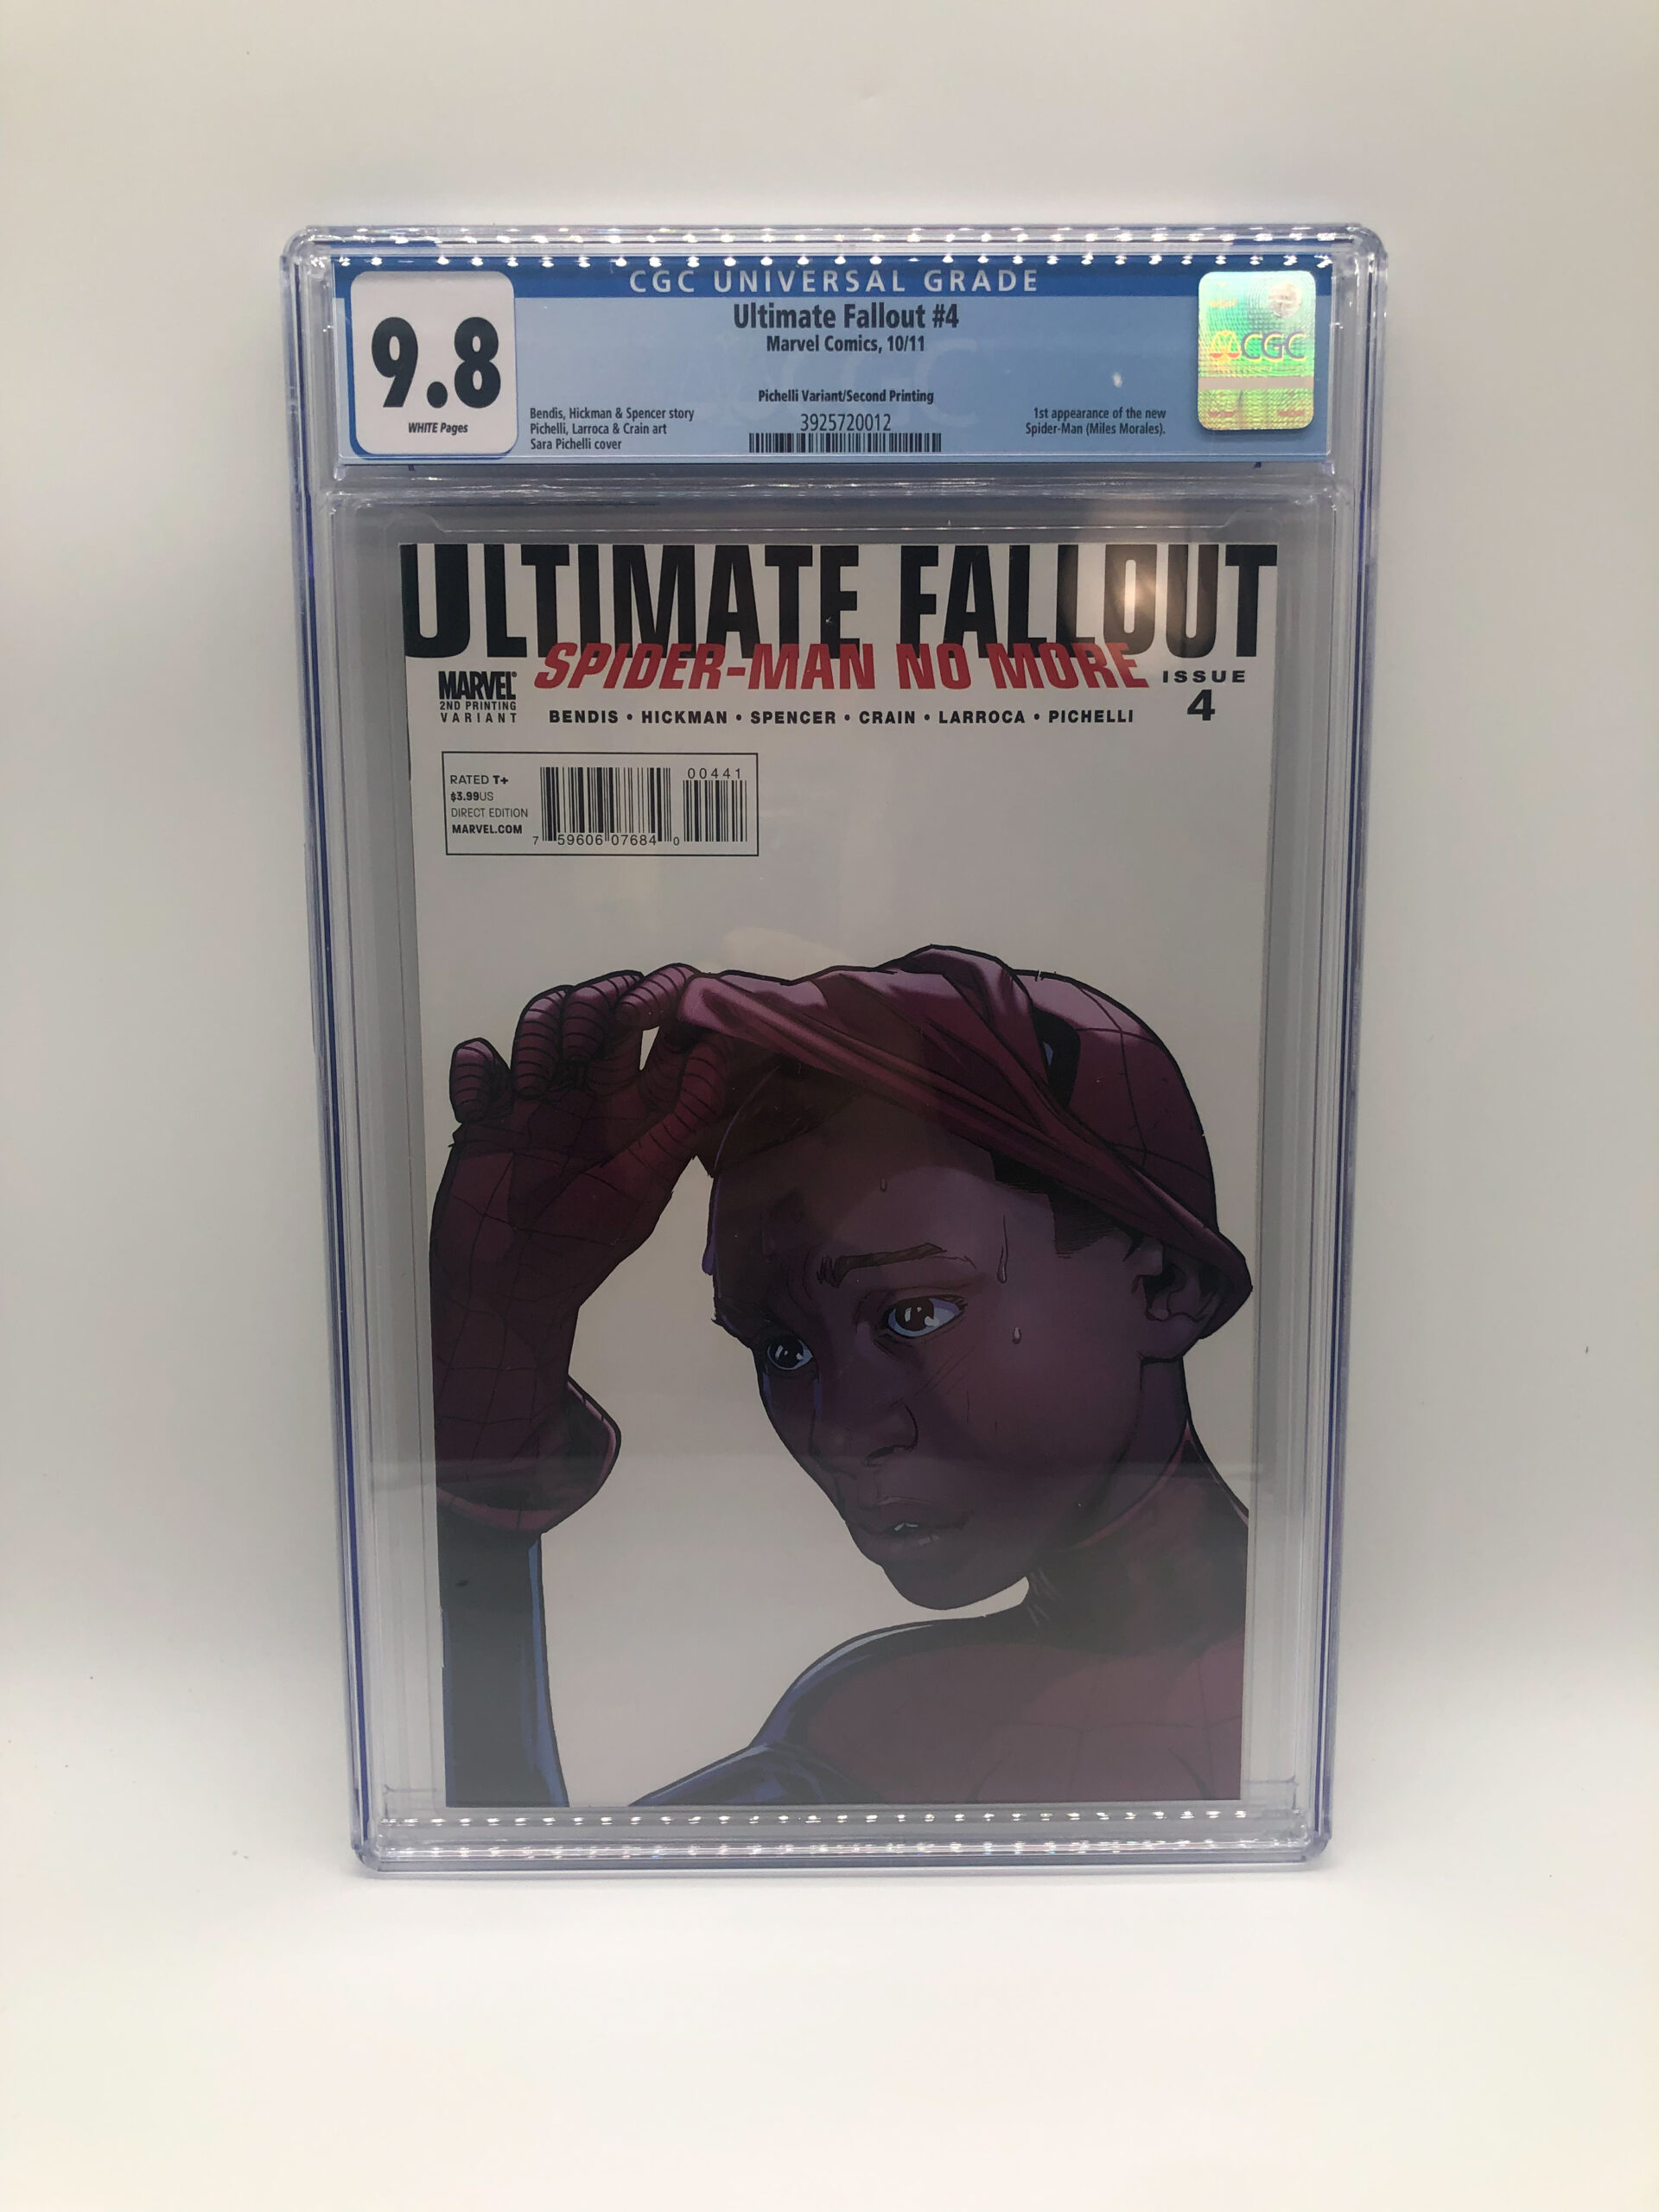 CGC UNIVERSAL GRADE
9.8
WHITE Pages
Ultimate Fallout #4
Marvel Comics, 10/11
Pichelli Variant/Second Printing
3925720012
Bendis, Hickman & Spencer story
Pichelli, Larroca & Crain art
Sara Pichelli cover
1st appearance of the new
Spider-Man (Miles Morales).
CGC
ULTIMATE FALLOUT
SPIDER-MAN NO MORE
MARVEL
2ND PRINTING
VARIANT
ISSUE
4
BENDIS • HICKMAN • SPENCER • CRAIN • LARROCA • PICHELLI
RATED T+
$3.99US
DIRECT EDITION
MARVEL.COM
00441
7 59606 07684 0